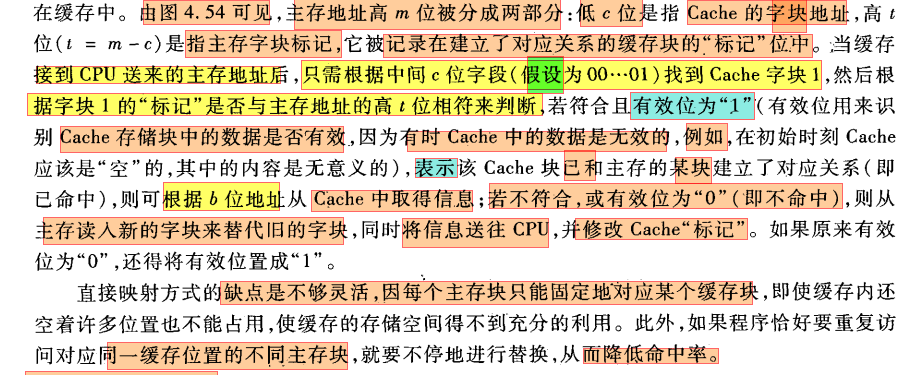 在缓存中。由图 4.54 可见,主存地址高 m 位被分成两部分:低 c 位是指 Cache 的字块地址,高 t
位(t = m - c)是指主存字块标记,它被记录在建立了对应关系的缓存块的“标记”位中。当缓存
接到 CPU 送来的主存地址后,只需根据中间 c 位字段(假设为 00…01)找到 Cache 字块 1,然后根
据字块 1 的“标记”是否与主存地址的高 t 位相符来判断,若符合且有效位为“1”(有效位用来识
别 Cache 存储块中的数据是否有效,因为有时 Cache 中的数据是无效的,例如,在初始时刻 Cache
应该是“空”的,其中的内容是无意义的),表示该 Cache 块已和主存的某块建立了对应关系(即
已命中),则可根据 b 位地址从 Cache 中取得信息;若不符合,或有效位为“0”(即不命中),则从
主存读入新的字块来替代旧的字块,同时将信息送往 CPU,并修改 Cache“标记”。如果原来有效
位为“0”,还得将有效位置成“1”。
直接映射方式的缺点是不够灵活,因每个主存块只能固定地对应某个缓存块,即使缓存内还
空着许多位置也不能占用,使缓存的存储空间得不到充分的利用。此外,如果程序恰好要重复访
问对应同一缓存位置的不同主存块,就要不停地进行替换,从而降低命中率。